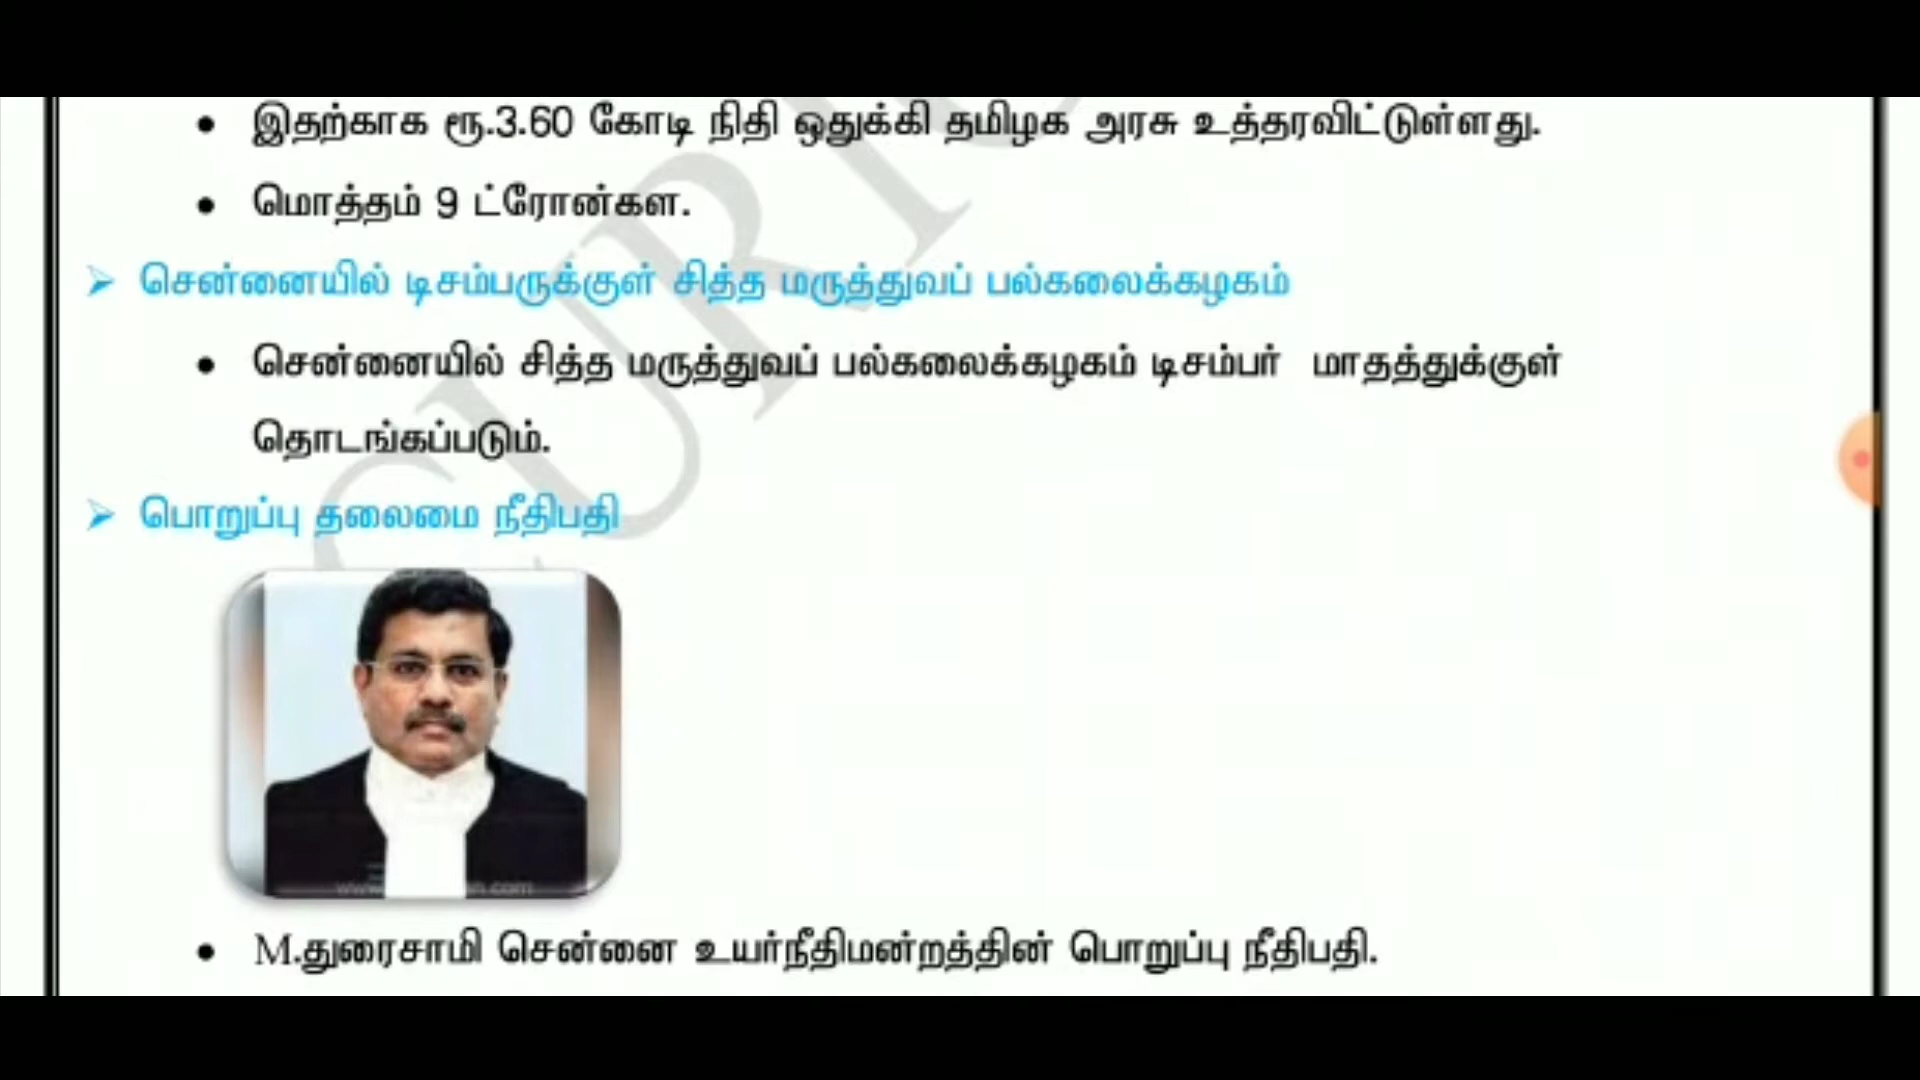 இதற்காக ரூ.3.60 கோடி நிதி ஒதுக்கி தமிழக அரசு உத்தரவிட்டுள்ளது.
மொத்தம் 9 ட்ரோன்கள.
சென்னையில் டிசம்பருக்குள் சித்த மருத்துவப் பல்கலைக்கழகம்
சென்னையில் சித்த மருத்துவப் பல்கலைக்கழகம் டிசம்பர் மாதத்துக்குள்
தொடங்கப்படும்.
பொறுப்பு தலைமை நீதிபதி
M.துரைசாமி சென்னை உயர்நீதிமன்றத்தின் பொறுப்பு நீதிபதி.